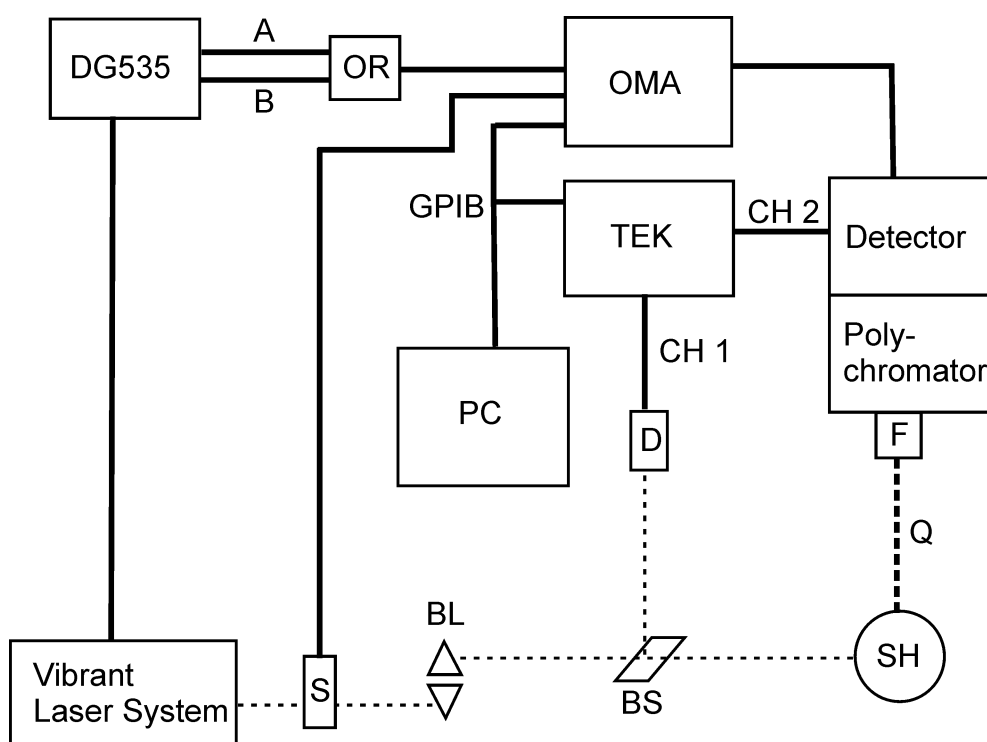 A
DG535
OR
B
OMA
GPIB
TEK
CH 2
Detector
CH 1
Poly-
chromator
PC
D
F
Q
BL
SH
Vibrant
Laser System
S
BS